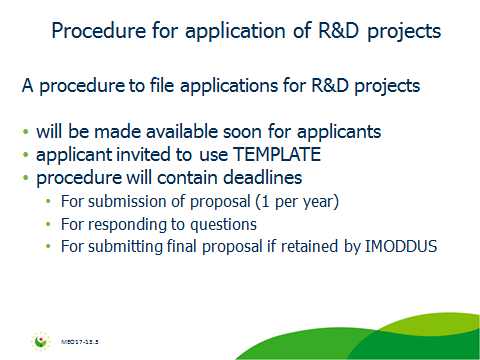 Procedure for application of R&D projects
A procedure to file applications for R&D projects
• will be made available soon for applicants
• applicant invited to use TEMPLATE
• procedure will contain deadlines
• For submission of proposal (1 per year)
• For responding to questions
• For submitting final proposal if retained by IMODDUS
MEO17-15.3